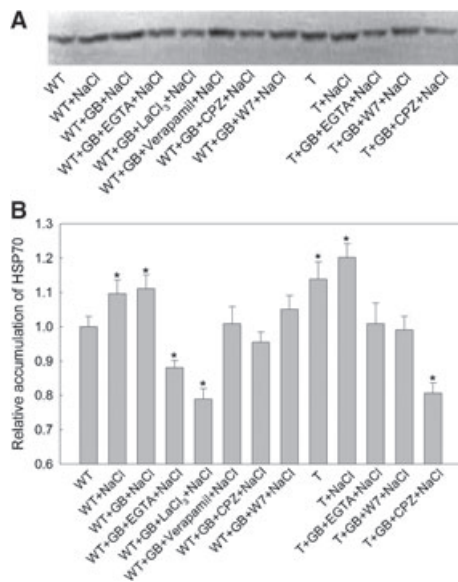 A
WT
WT+NaCl
WT+GB+NaCl
WT+GB+EGTA+NaCl
WT+GB+LaCl₃+NaCl
WT+GB+Verapamil+NaCl
WT+GB+CPZ+NaCl
WT+GB+W7+NaCl
T
T+NaCl
T+GB+EGTA+NaCl
T+GB+W7+NaCl
T+GB+CPZ+NaCl
B
Relative accumulation of HSP70
1.3
1.2
1.1
1.0
0.9
0.8
0.7
0.6
* * * * * * *
WT
WT+NaCl
WT+GB+NaCl
WT+GB+EGTA+NaCl
WT+GB+LaCl₃+NaCl
WT+GB+Verapamil+NaCl
WT+GB+CPZ+NaCl
WT+GB+W7+NaCl
T
T+NaCl
T+GB+EGTA+NaCl
T+GB+W7+NaCl
T+GB+CPZ+NaCl